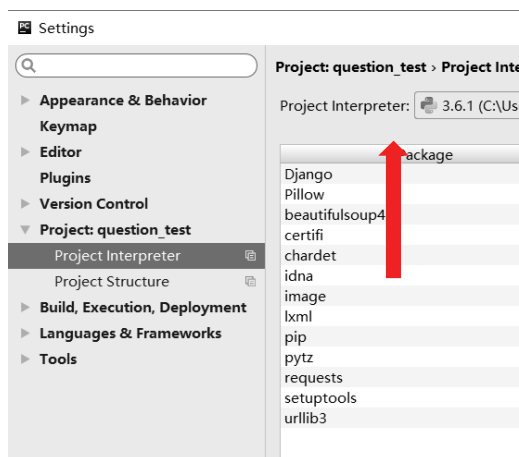 Settings
Appearance & Behavior
Keymap
Editor
Plugins
Version Control
Project: question_test
Project Interpreter
Project Structure
Build, Execution, Deployment
Languages & Frameworks
Tools
Project: question_test › Project Inte
Project Interpreter: 3.6.1 (C:\Use
ackage
Django
Pillow
beautifulsoup4
certifi
chardet
idna
image
lxml
pip
pytz
requests
setuptools
urllib3